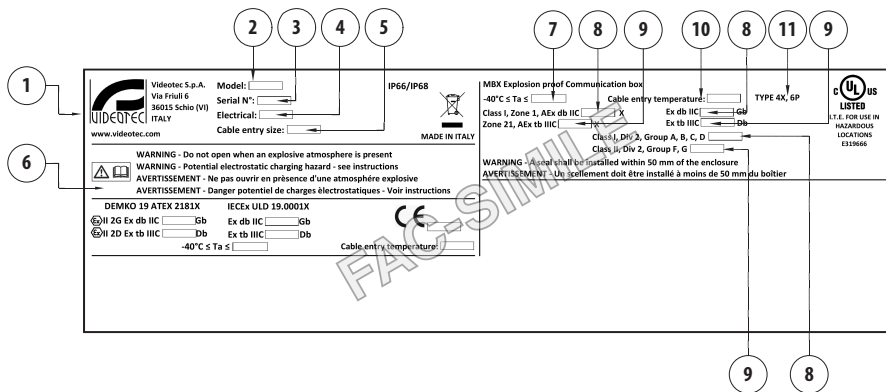 2
3
4
5
7
8
9
10
8
11
9
1
VIDEOTEC
www.videotec.com
Videotec S.p.A.
Via Friuli 6
36015 Schio (VI)
ITALY
Model:
Serial N°:
Electrical:
Cable entry size:
IP66/IP68
MADE IN ITALY
6
WARNING - Do not open when an explosive atmosphere is present
WARNING - Potential electrostatic charging hazard - see instructions
AVERTISSEMENT - Ne pas ouvrir en prèsence d'une atmosphére explosive
AVERTISSEMENT - Danger potentiel de charges èlectrostatiques - Voir instructions
DEMKO 19 ATEX 2181X IECEx ULD 19.0001X
Ex II 2G Ex db IIC Gb Ex db IIC Gb
Ex II 2D Ex tb IIIC Db Ex tb IIIC Db
CE
-40°C ≤ Ta ≤ Cable entry temperature:
MBX Explosion proof Communication box
-40°C ≤ Ta ≤ Cable entry temperature: TYPE 4X, 6P
Class I, Zone 1, AEx db IIC X Ex db IIC Gb
Zone 21, AEx tb IIIC X Ex tb IIIC Db
Class I, Div 2, Group A, B, C, D
Class II, Div 2, Group F, G
WARNING - A seal shall be installed within 50 mm of the enclosure
AVERTISSEMENT - Un scellement doit être installé à moins de 50 mm du boîtier
C UL US
LISTED
I.T.E. FOR USE IN
HAZARDOUS
LOCATIONS
E319666
FAC-SIMILE
9
8